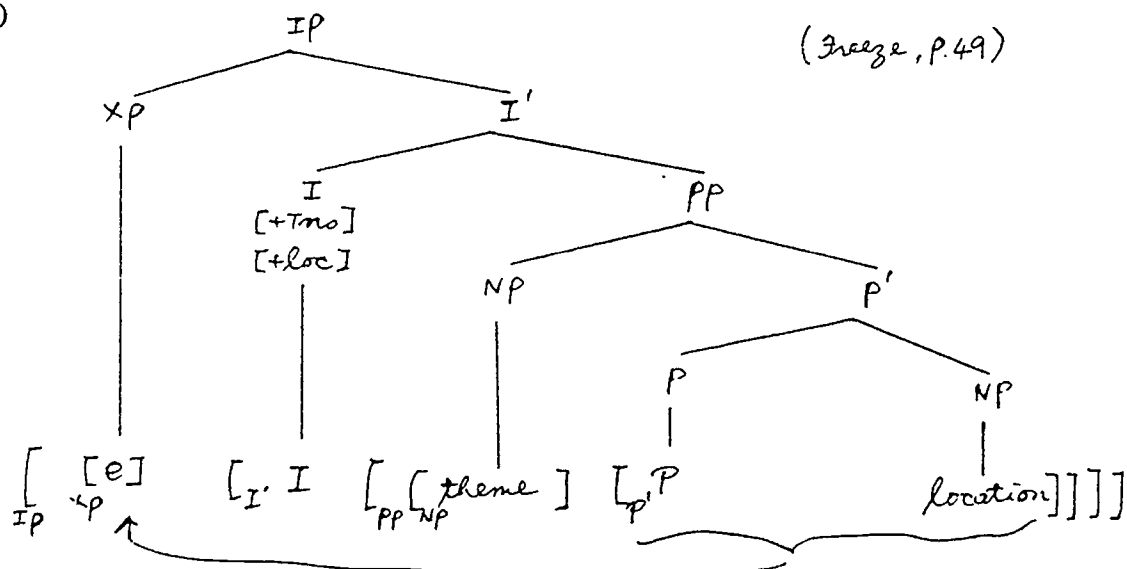 )
IP
(Freeze, P.49)
XP I'
I PP
[+Tns]
[+loc]
NP P'
P NP
[IP [XP e] [I' I [PP [NP theme ] [P' P location]]]]